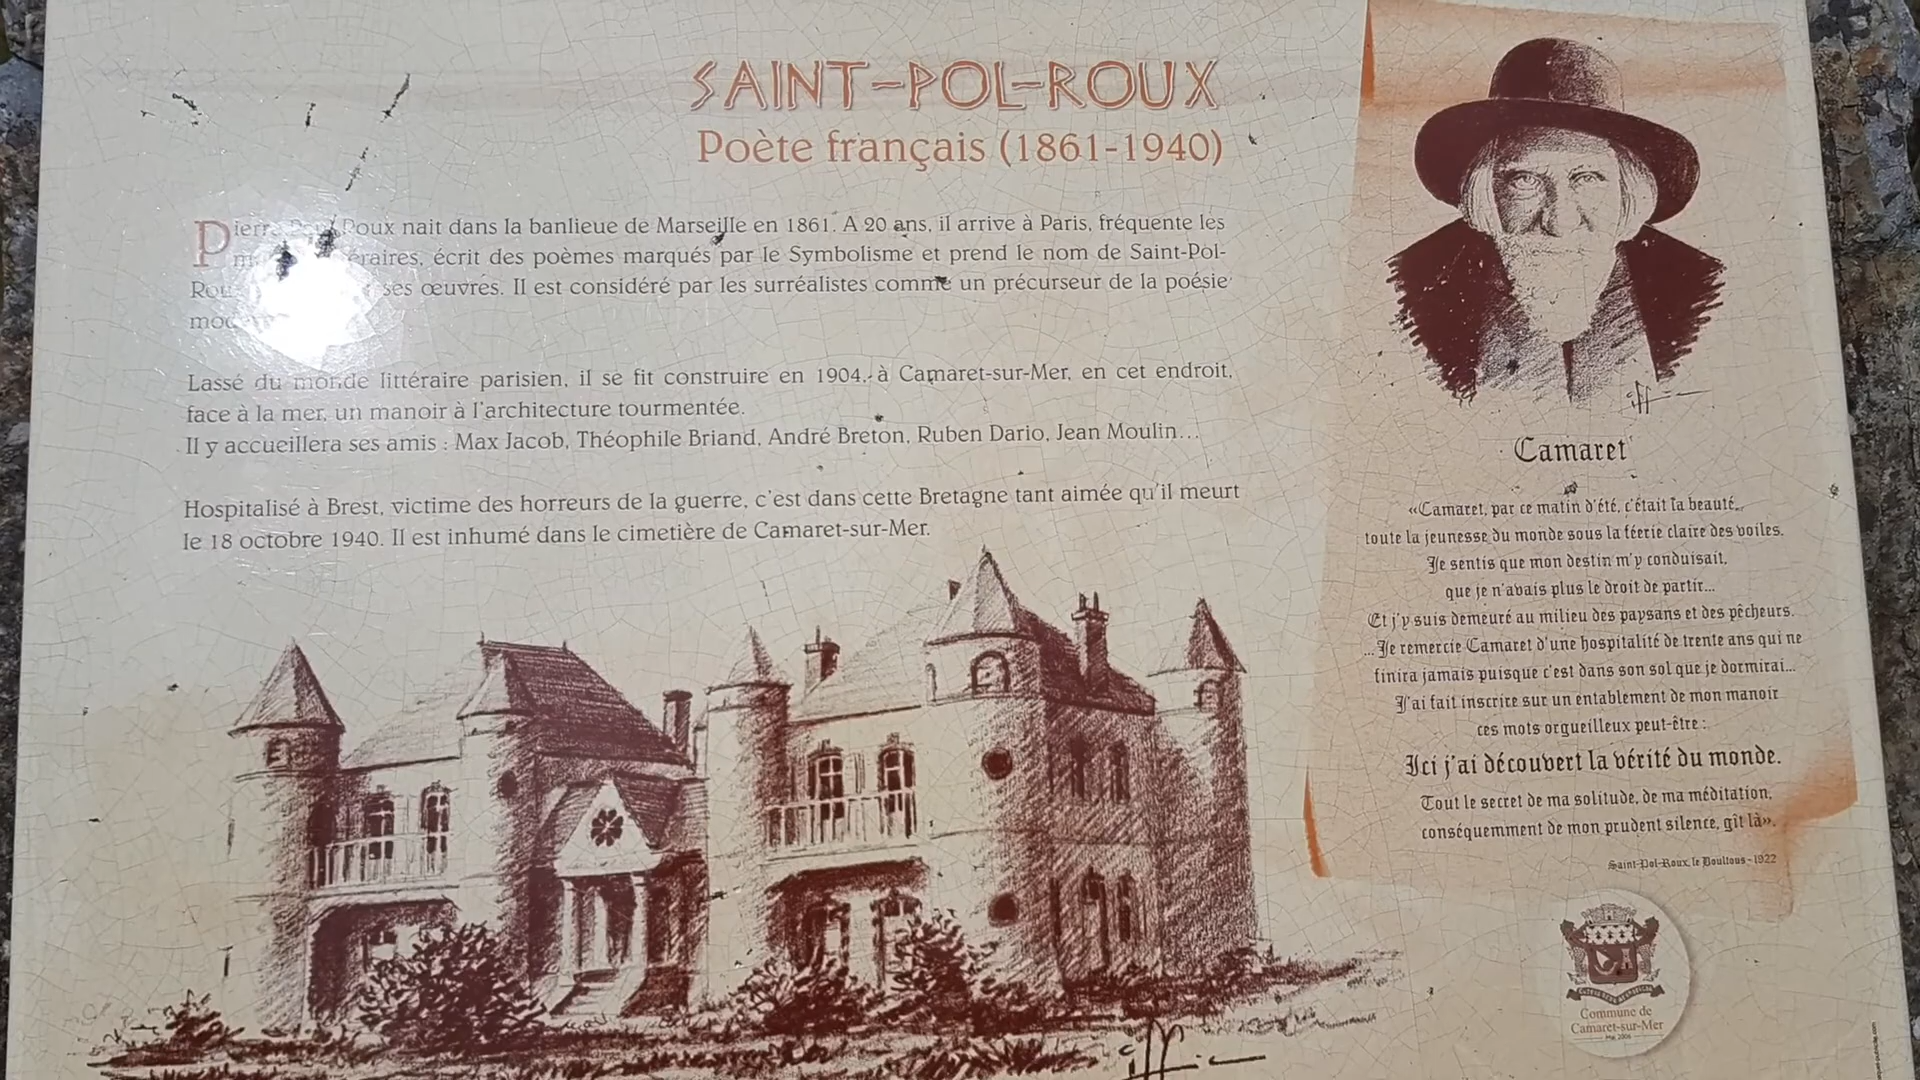 SAINT-POL-ROUX
Poète français (1861-1940)
Roux nait dans la banlieue de Marseille en 1861. A 20 ans, il arrive à Paris, fréquente les
écrit des poèmes marqués par le Symbolisme et prend le nom de Saint-Pol-
ses œuvres. Il est considéré par les surréalistes comme un précurseur de la poésie
Lassé du monde littéraire parisien, il se fit construire en 1904, à Camaret-sur-Mer, en cet endroit,
face à la mer, un manoir à l'architecture tourmentée.
Il y accueillera ses amis : Max Jacob, Théophile Briand, André Breton, Ruben Dario, Jean Moulin...
Hospitalisé à Brest, victime des horreurs de la guerre, c'est dans cette Bretagne tant aimée qu'il meurt
le 18 octobre 1940. Il est inhumé dans le cimetière de Camaret-sur-Mer.
Camaret
«Camaret, par ce matin d'été, c'était la beauté,
toute la jeunesse du monde sous la féerie claire des voiles.
Je sentis que mon destin m'y conduisait,
que je n'avais plus le droit de partir...
Et j'y suis demeuré au milieu des paysans et des pêcheurs.
...Je remercie Camaret d'une hospitalité de trente ans qui ne
finira jamais puisque c'est dans son sol que je dormirai...
J'ai fait inscrire sur un entablement de mon manoir
ces mots orgueilleux peut-être :
Ici j'ai découvert la vérité du monde.
Tout le secret de ma solitude, de ma méditation,
conséquemment de mon prudent silence, gît là».
Saint-Pol-Roux, le Boultous - 1922
Commune de
Camaret-sur-Mer